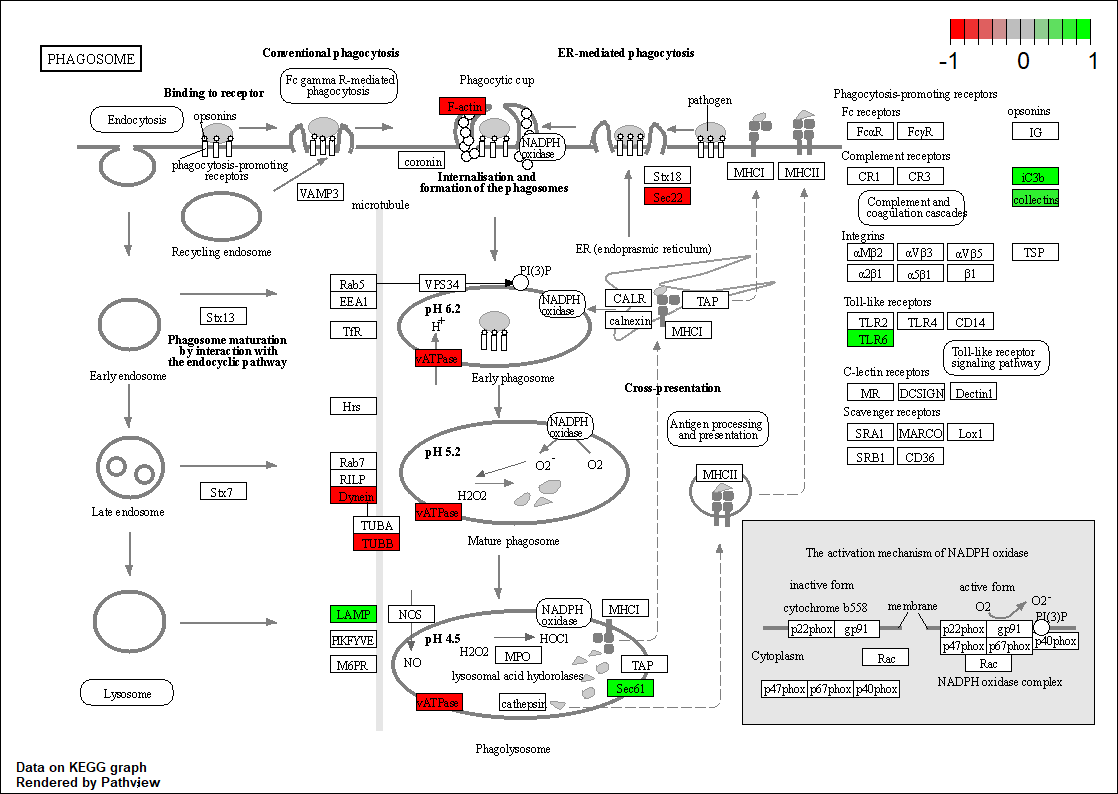 -1 0 1
PHAGOSOME
Conventional phagocytosis
ER-mediated phagocytosis
Fc gamma R-mediated
phagocytosis
Phagocytic cup
Binding to receptor
Endocytosis
opsonins
F-actin
pathogen
NADPH
oxidase
coronin
phagocytosis-promoting
receptors
Internalisation and
formation of the phagosomes
VAMP3
microtubule
Stx18
Sec22
MHCI
MHCII
Recycling endosome
ER (endoprasmic reticulum)
Phagocytosis-promoting receptors
Fc receptors
opsonins
FcαR
FcγR
IG
Complement receptors
CR1
CR3
iC3b
collectins
Complement and
coagulation cascades
Integrins
αMβ2
αVβ3
αVβ5
TSP
α2β1
α5β1
β1
Toll-like receptors
TLR2
TLR4
CD14
TLR6
Toll-like receptor
signaling pathway
C-lectin receptors
MR
DCSIGN
Dectin1
Scavenger receptors
SRA1
MARCO
Lox1
SRB1
CD36
Rab5
EEA1
VPS34
PI(3)P
pH 6.2
H+
NADPH
oxidase
CALR
calnexin
TAP
MHCI
Stx13
TfR
Phagosome maturation
by interaction with
the endocyclic pathway
vATPase
Early endosome
Early phagosome
Cross-presentation
Hrs
NADPH
oxidase
Antigen processing
and presentation
pH 5.2
O2-
O2
H2O2
Rab7
RILP
Dynein
Stx7
MHCII
vATPase
Late endosome
TUBA
TUBB
Mature phagosome
LAMP
PIKFYVE
M6PR
NOS
NO
NADPH
oxidase
MHCI
pH 4.5
HOCl
H2O2
MPO
lysosomal acid hydorolases
TAP
Sec61
vATPase
cathepsin
Lysosome
Phagolysosome
The activation mechanism of NADPH oxidase
inactive form
active form
cytochrome b558
membrane
O2
O2-
PI(3)P
p22phox
gp91
p22phox
gp91
p47phox
p67phox
p40phox
Cytoplasm
Rac
Rac
NADPH oxidase complex
p47phox
p67phox
p40phox
Data on KEGG graph
Rendered by Pathview